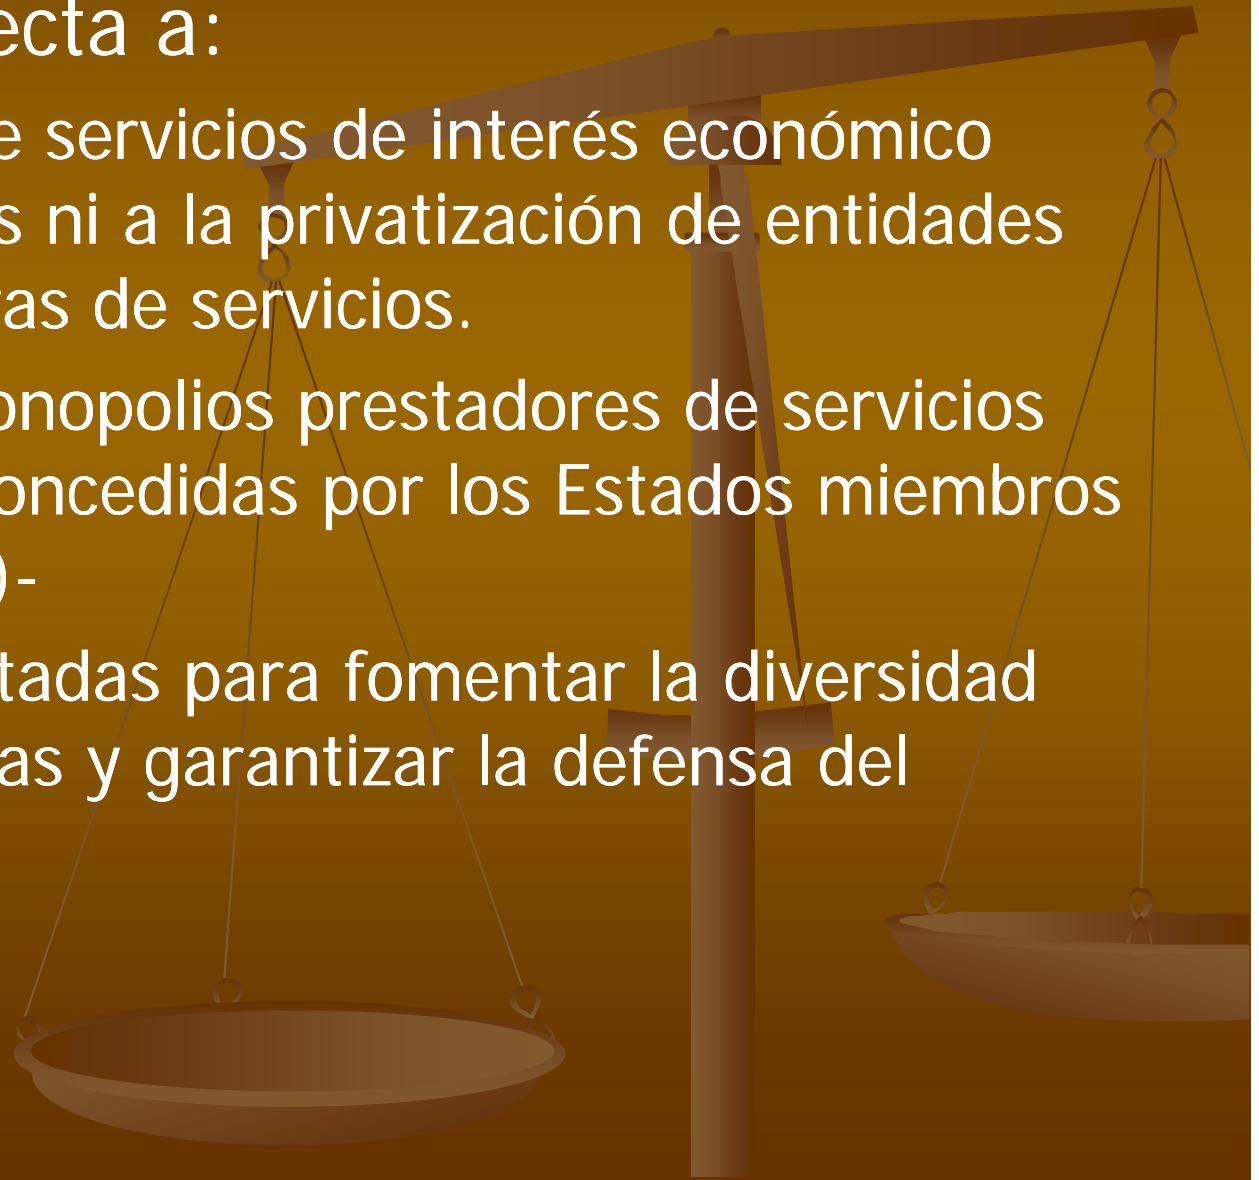 ecta a:
e servicios de interés económico
s ni a la privatización de entidades
ras de servicios.
onopolios prestadores de servicios
oncedidas por los Estados miembros
)-
tadas para fomentar la diversidad
as y garantizar la defensa del